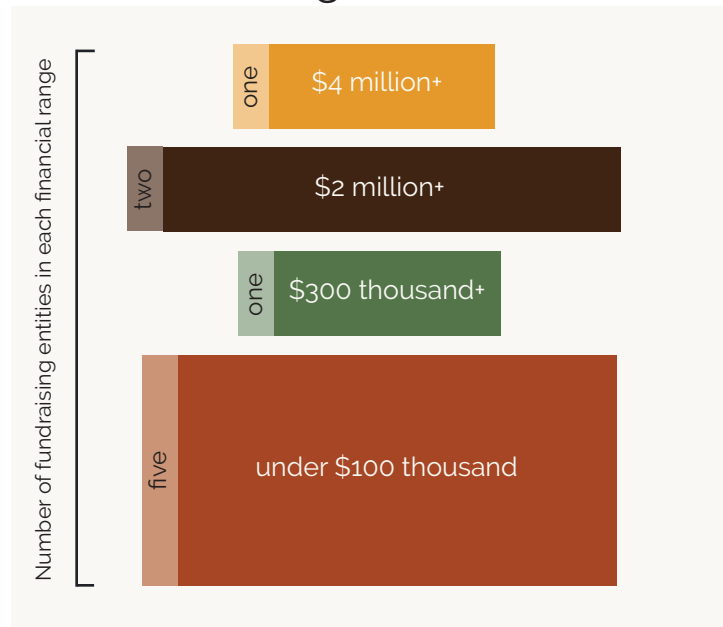 Number of fundraising entities in each financial range
one
$4 million+
two
$2 million+
one
$300 thousand+
five
under $100 thousand